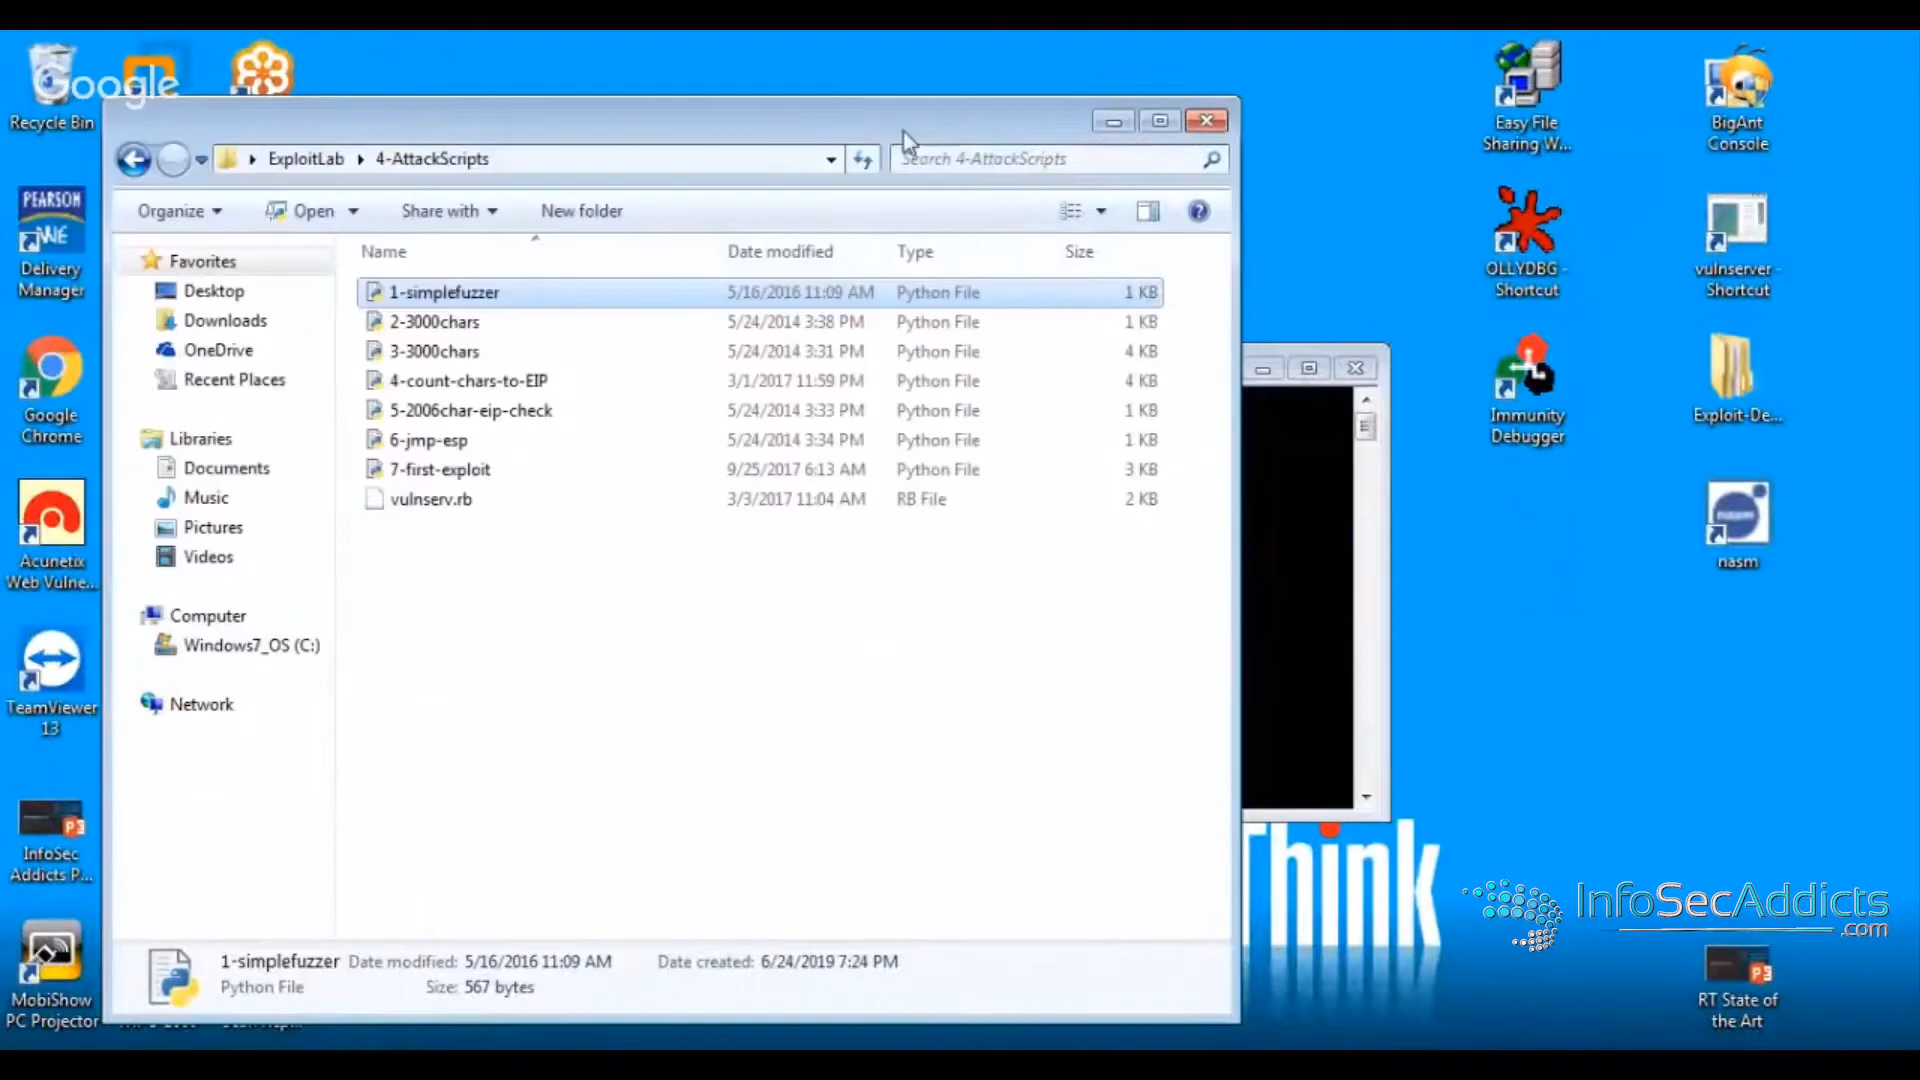 Google
Recycle Bin
ExploitLab
4-AttackScripts
Search 4-AttackScripts
Organize
Open
Share with
New folder
Favorites
Desktop
Downloads
OneDrive
Recent Places
Libraries
Documents
Music
Pictures
Videos
Computer
Windows7_OS (C:)
Network
Name Date modified Type Size
1-simplefuzzer 5/16/2016 11:09 AM Python File 1 KB
2-3000chars 5/24/2014 3:38 PM Python File 1 KB
3-3000chars 5/24/2014 3:31 PM Python File 4 KB
4-count-chars-to-EIP 3/1/2017 11:59 PM Python File 4 KB
5-2006char-eip-check 5/24/2014 3:33 PM Python File 1 KB
6-jmp-esp 5/24/2014 3:34 PM Python File 1 KB
7-first-exploit 9/25/2017 6:13 AM Python File 3 KB
vulnserv.rb 3/3/2017 11:04 AM RB File 2 KB
1-simplefuzzer Date modified: 5/16/2016 11:09 AM Date created: 6/24/2019 7:24 PM
Python File Size: 567 bytes
PEARSON
VUE
Delivery
Manager
Google
Chrome
Acunetix
Web Vulne...
TeamViewer
13
InfoSec
Addicts P...
MobiShow
PC Projector
Easy File
Sharing W...
BigAnt
Console
OLLYDBG -
Shortcut
vulnserver -
Shortcut
Immunity
Debugger
Exploit-De...
nasm
Think
InfoSecAddicts
.com
RT State of
the Art